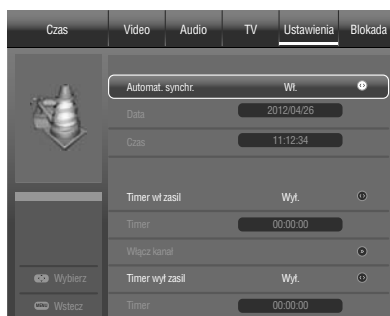 Czas Video Audio TV Ustawienia Blokada
Automat. synchr. Wł.
Data 2012/04/26
Czas 11:12:34
Timer wł zasil Wył.
Timer 00:00:00
Włącz kanał
Timer wył zasil Wył.
Timer 00:00:00
Wybierz
MENU Wstecz